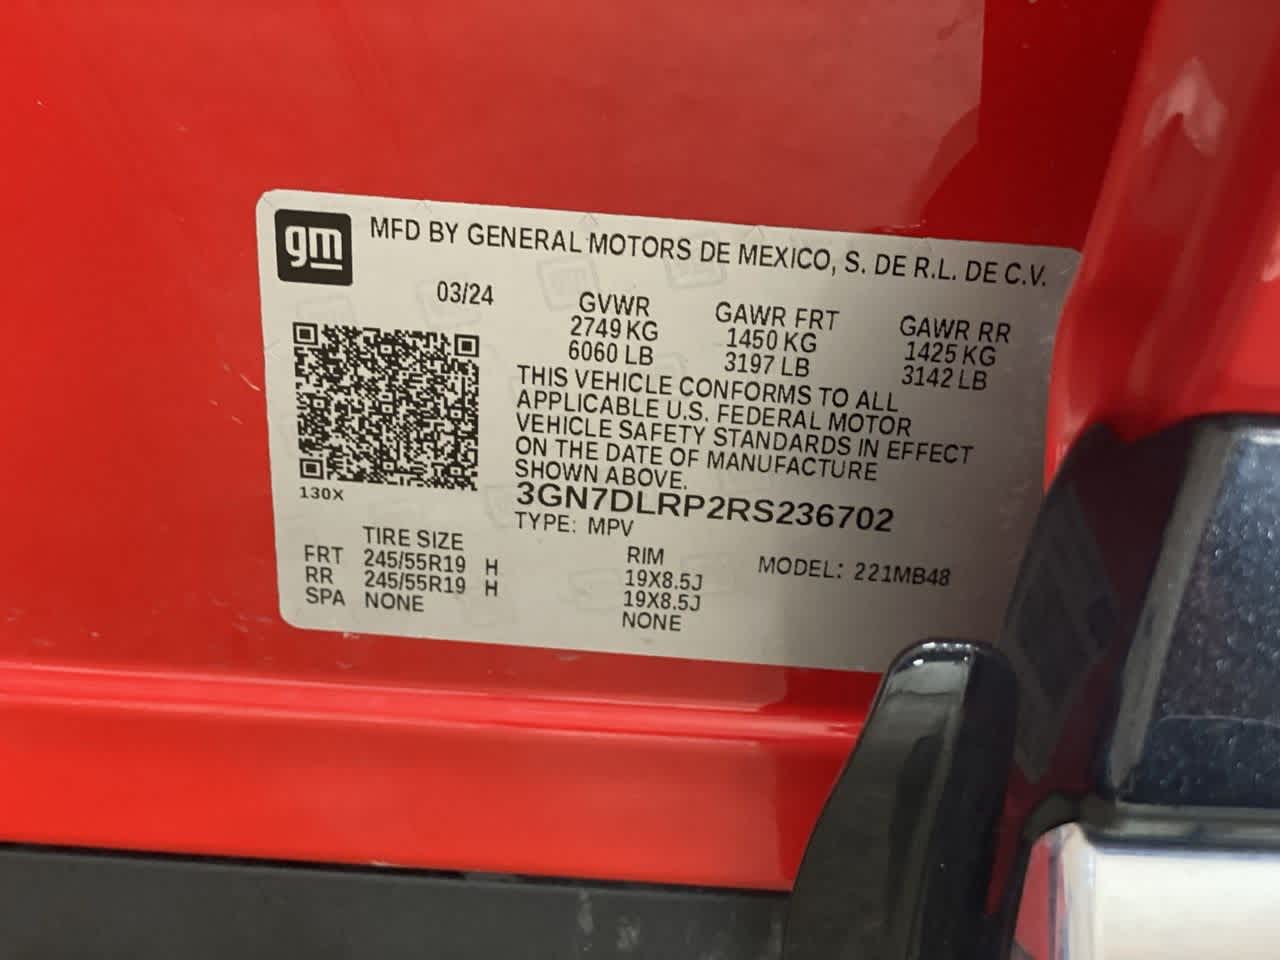 gm
MFD BY GENERAL MOTORS DE MEXICO, S. DE R.L. DE C.V.
03/24
GVWR GAWR FRT GAWR RR
2749 KG 1450 KG 1425 KG
6060 LB 3197 LB 3142 LB
THIS VEHICLE CONFORMS TO ALL
APPLICABLE U.S. FEDERAL MOTOR
VEHICLE SAFETY STANDARDS IN EFFECT
ON THE DATE OF MANUFACTURE
SHOWN ABOVE.
130X
3GN7DLRP2RS236702
TYPE: MPV
TIRE SIZE RIM MODEL: 221MB48
FRT 245/55R19 H 19X8.5J
RR 245/55R19 H 19X8.5J
SPA NONE NONE